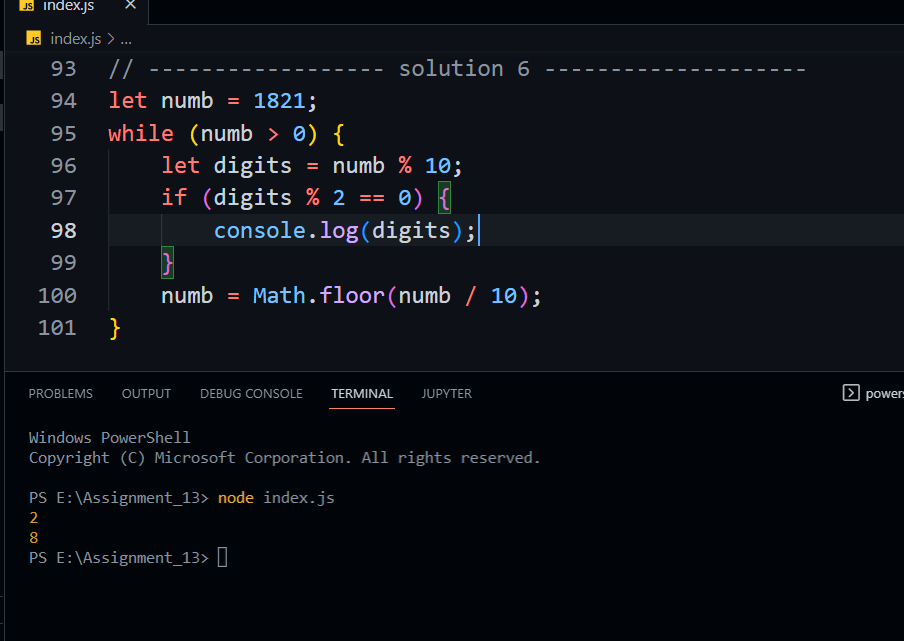 JS index.js ×
JS index.js > ...
93 // ------------------ solution 6 --------------------
94 let numb = 1821;
95 while (numb > 0) {
96     let digits = numb % 10;
97     if (digits % 2 == 0) {
98         console.log(digits);
99     }
100     numb = Math.floor(numb / 10);
101 }
PROBLEMS OUTPUT DEBUG CONSOLE TERMINAL JUPYTER powers
Windows PowerShell
Copyright (C) Microsoft Corporation. All rights reserved.
PS E:\Assignment_13> node index.js
2
8
PS E:\Assignment_13>